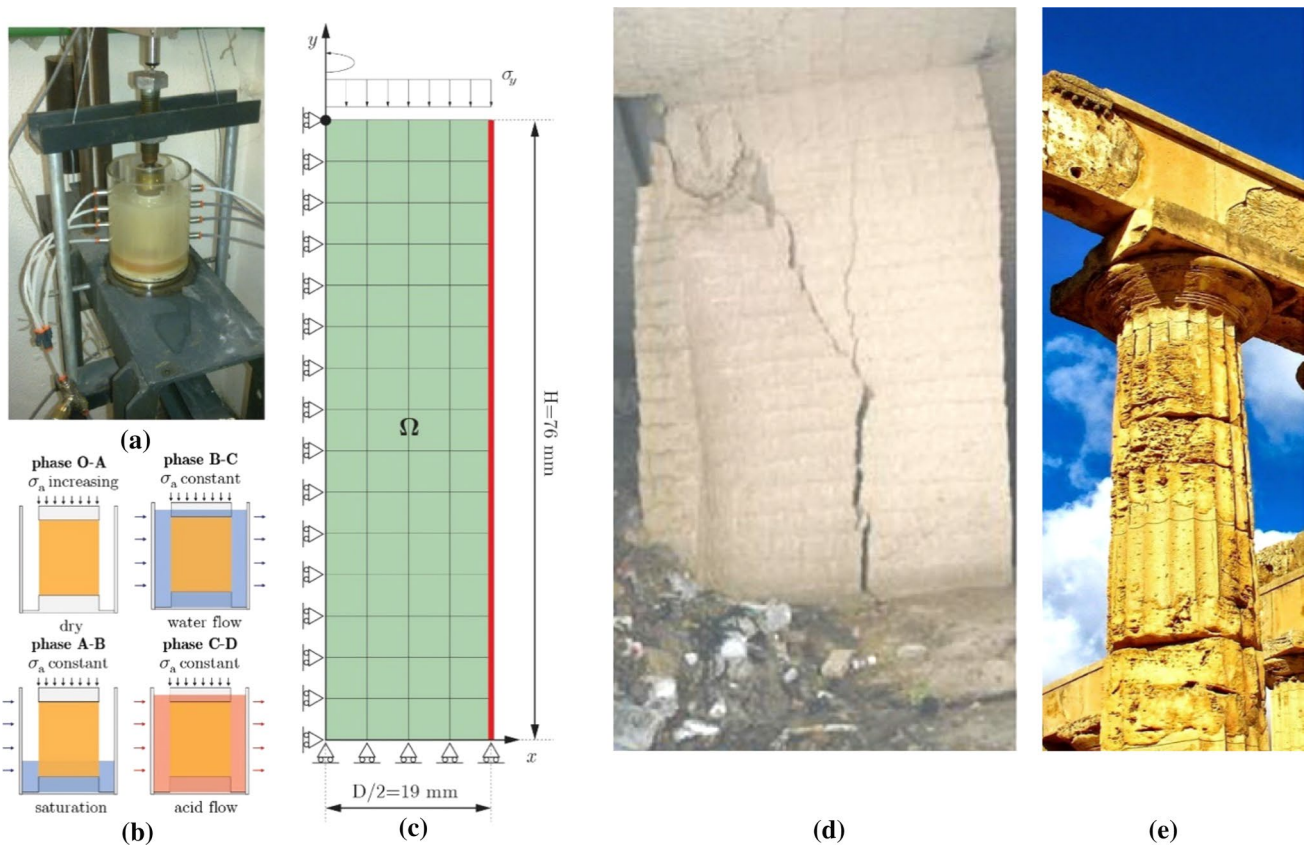 (a)
phase O-A
σa increasing
dry
phase B-C
σa constant
water flow
phase A-B
σa constant
saturation
phase C-D
σa constant
acid flow
(b)
y
σy
Ω
H=76 mm
x
D/2=19 mm
(c)
(d)
(e)